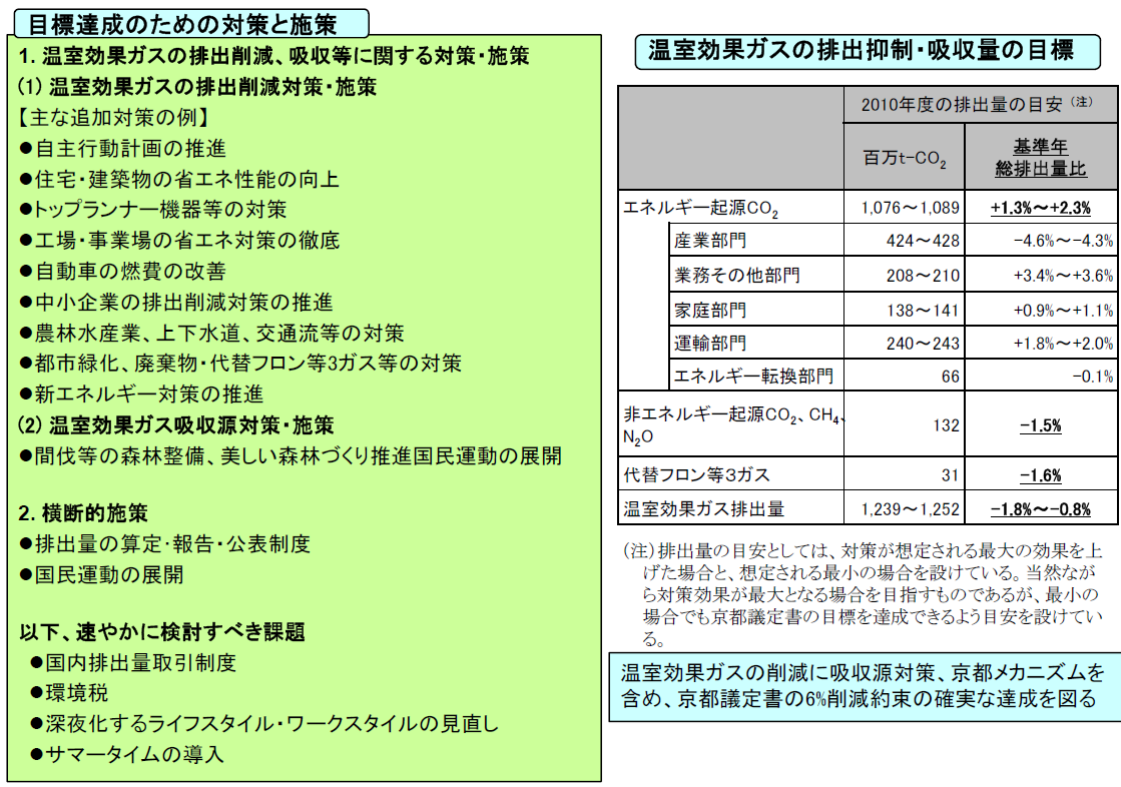 目標達成のための対策と施策
1. 温室効果ガスの排出削減、吸収等に関する対策・施策
(1) 温室効果ガスの排出削減対策・施策
【主な追加対策の例】
●自主行動計画の推進
●住宅・建築物の省エネ性能の向上
●トップランナー機器等の対策
●工場・事業場の省エネ対策の徹底
●自動車の燃費の改善
●中小企業の排出削減対策の推進
●農林水産業、上下水道、交通流等の対策
●都市緑化、廃棄物・代替フロン等3ガス等の対策
●新エネルギー対策の推進
(2) 温室効果ガス吸収源対策・施策
●間伐等の森林整備、美しい森林づくり推進国民運動の展開
2. 横断的施策
●排出量の算定・報告・公表制度
●国民運動の展開
以下、速やかに検討すべき課題
●国内排出量取引制度
●環境税
●深夜化するライフスタイル・ワークスタイルの見直し
●サマータイムの導入
温室効果ガスの排出抑制・吸収量の目標
2010年度の排出量の目安（注）
百万t-CO₂
基準年
総排出量比
エネルギー起源CO₂ 1,076～1,089 +1.3%～+2.3%
産業部門 424～428 -4.6%～-4.3%
業務その他部門 208～210 +3.4%～+3.6%
家庭部門 138～141 +0.9%～+1.1%
運輸部門 240～243 +1.8%～+2.0%
エネルギー転換部門 66 -0.1%
非エネルギー起源CO₂、CH₄、
N₂O 132 -1.5%
代替フロン等3ガス 31 -1.6%
温室効果ガス排出量 1,239～1,252 -1.8%～-0.8%
（注）排出量の目安としては、対策が想定される最大の効果を上
げた場合と、想定される最小の場合を設けている。当然なが
ら対策効果が最大となる場合を目指すものであるが、最小の
場合でも京都議定書の目標を達成できるよう目安を設けてい
る。
温室効果ガスの削減に吸収源対策、京都メカニズムを
含め、京都議定書の6%削減約束の確実な達成を図る